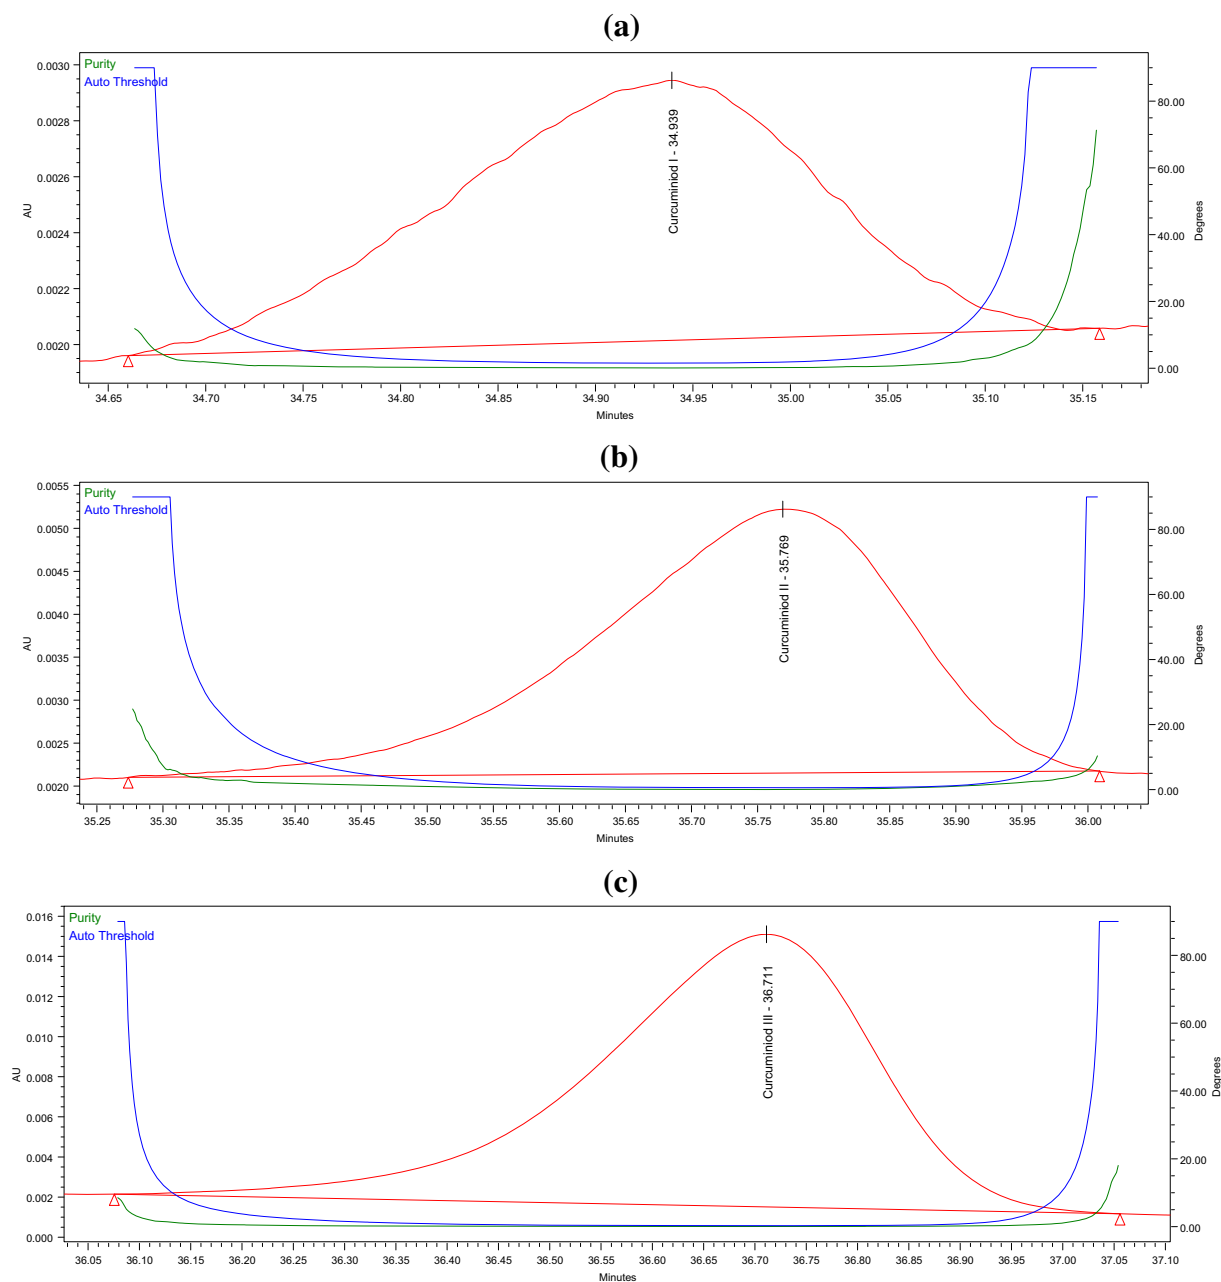 (a)
Purity
Auto Threshold
0.0030
0.0028
0.0026
0.0024
0.0022
0.0020
AU
Curcuminiod I - 34.939
80.00
60.00
40.00
20.00
0.00
Degrees
34.65 34.70 34.75 34.80 34.85 34.90 34.95 35.00 35.05 35.10 35.15
Minutes
(b)
Purity
Auto Threshold
0.0055
0.0050
0.0045
0.0040
0.0035
0.0030
0.0025
0.0020
AU
Curcuminiod II - 35.769
80.00
60.00
40.00
20.00
0.00
Degrees
35.25 35.30 35.35 35.40 35.45 35.50 35.55 35.60 35.65 35.70 35.75 35.80 35.85 35.90 35.95 36.00
Minutes
(c)
Purity
Auto Threshold
0.016
0.014
0.012
0.010
0.008
0.006
0.004
0.002
0.000
AU
Curcuminiod III - 36.711
80.00
60.00
40.00
20.00
0.00
Degrees
36.05 36.10 36.15 36.20 36.25 36.30 36.35 36.40 36.45 36.50 36.55 36.60 36.65 36.70 36.75 36.80 36.85 36.90 36.95 37.00 37.05 37.10
Minutes